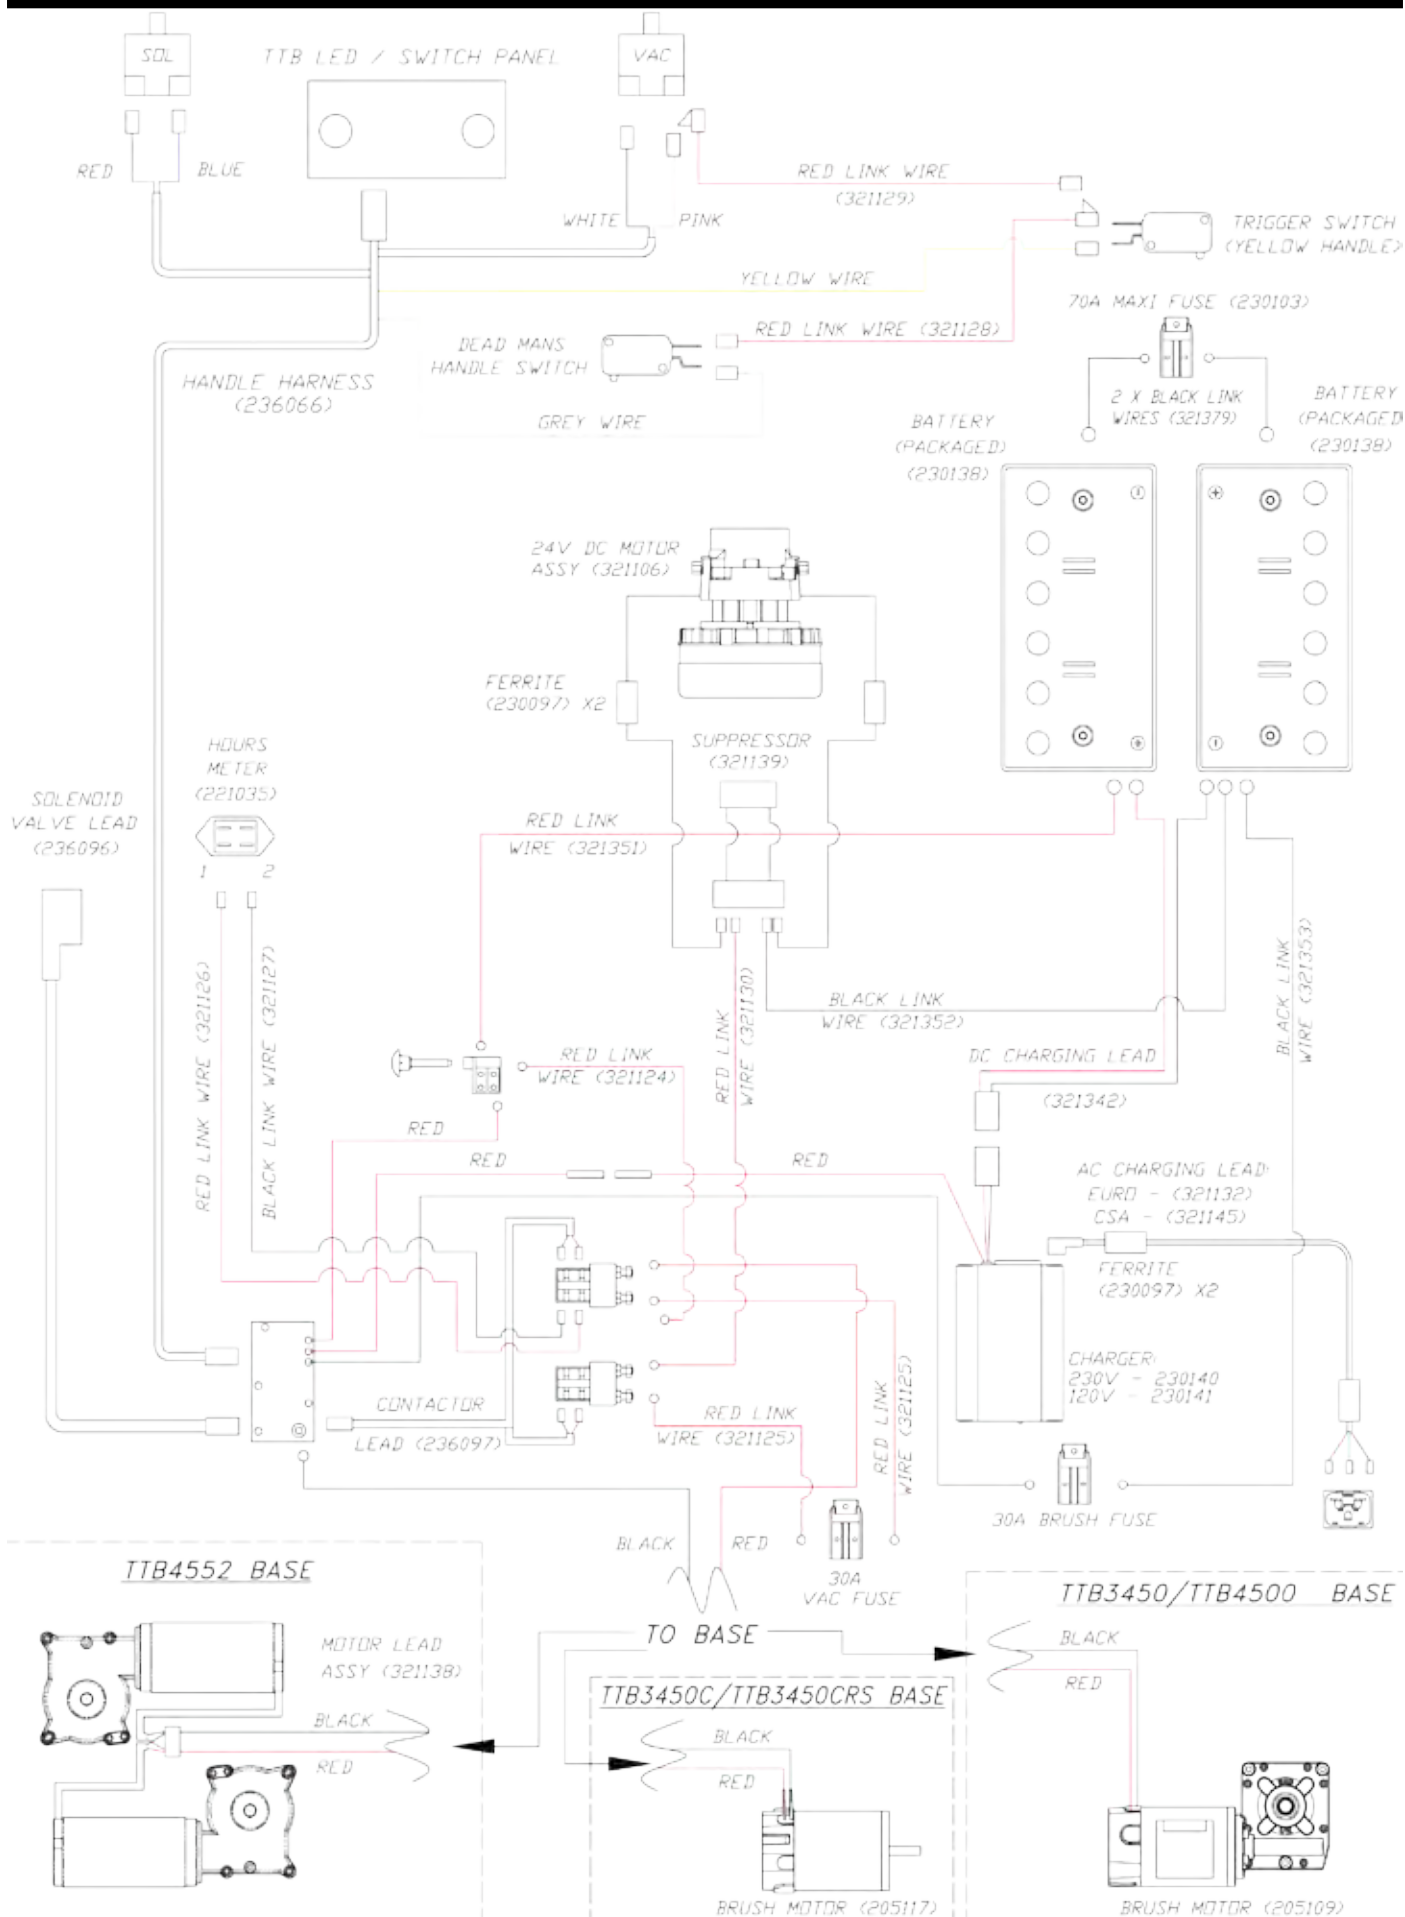 SOL
TTB LED / SWITCH PANEL
VAC
RED
BLUE
WHITE
PINK
RED LINK WIRE
(321129)
TRIGGER SWITCH
(YELLOW HANDLE)
YELLOW WIRE
70A MAXI FUSE (230103)
RED LINK WIRE (321128)
DEAD MANS
HANDLE SWITCH
GREY WIRE
HANDLE HARNESS
(236066)
2 X BLACK LINK
WIRES (321379)
BATTERY
(PACKAGED)
(230138)
BATTERY
(PACKAGED)
(230138)
24V DC MOTOR
ASSY (321106)
FERRITE
(230097) X2
SUPPRESSOR
(321139)
HOURS
METER
(221035)
1 2
SOLENOID
VALVE LEAD
(236096)
RED LINK
WIRE (321351)
RED LINK WIRE (321126)
BLACK LINK WIRE (321127)
RED LINK
WIRE (321130)
BLACK LINK
WIRE (321352)
BLACK LINK
WIRE (321353)
RED LINK
WIRE (321124)
DC CHARGING LEAD
(321342)
RED
RED
RED
AC CHARGING LEAD:
EURO - (321132)
CSA - (321145)
FERRITE
(230097) X2
CHARGER:
230V - 230140
120V - 230141
CONTACTOR
LEAD (236097)
RED LINK
WIRE (321125)
RED LINK
WIRE (321125)
30A BRUSH FUSE
BLACK
RED
30A
VAC FUSE
TO BASE
TTB4552 BASE
MOTOR LEAD
ASSY (321138)
BLACK
RED
TTB3450C/TTB3450CRS BASE
BLACK
RED
BRUSH MOTOR (205117)
TTB3450/TTB4500 BASE
BLACK
RED
BRUSH MOTOR (205109)